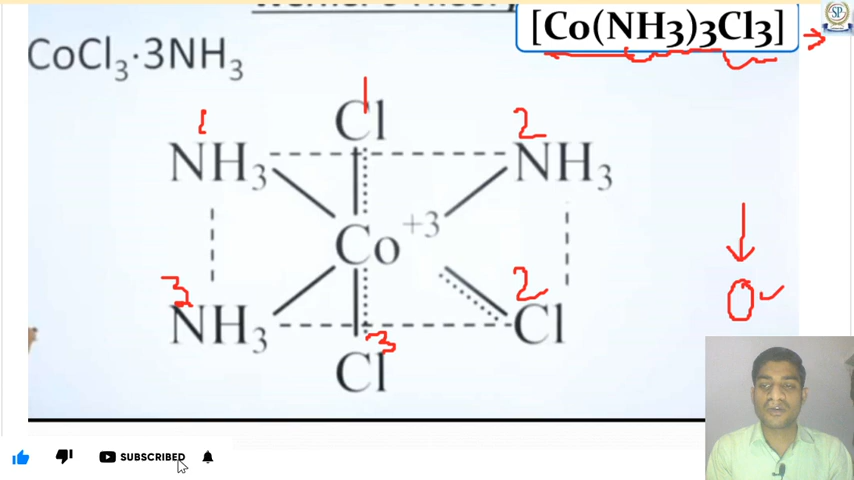 [Co(NH₃)₃Cl₃]
SP
CoCl₃·3NH₃
1
1
2
Cl
NH₃
NH₃
Co⁺³
3
2
0
NH₃
Cl
3
Cl
SUBSCRIBED